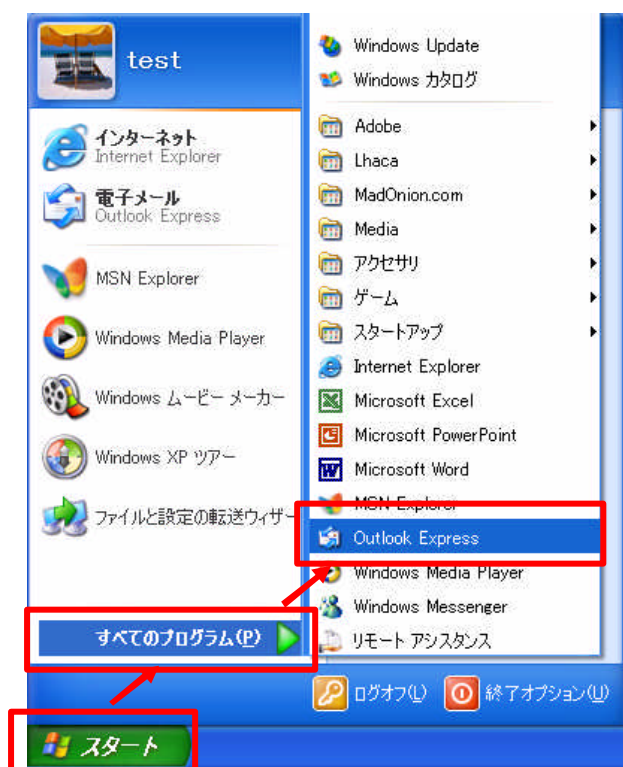 test
インターネット
Internet Explorer
電子メール
Outlook Express
MSN Explorer
Windows Media Player
Windows ムービー メーカー
Windows XP ツアー
ファイルと設定の転送ウィザー
すべてのプログラム(P)
Windows Update
Windows カタログ
Adobe
Lhaca
MadOnion.com
Media
アクセサリ
ゲーム
スタートアップ
Internet Explorer
Microsoft Excel
Microsoft PowerPoint
Microsoft Word
MSN Explorer
Outlook Express
Windows Media Player
Windows Messenger
リモート アシスタンス
ログオフ(L)
終了オプション(U)
スタート